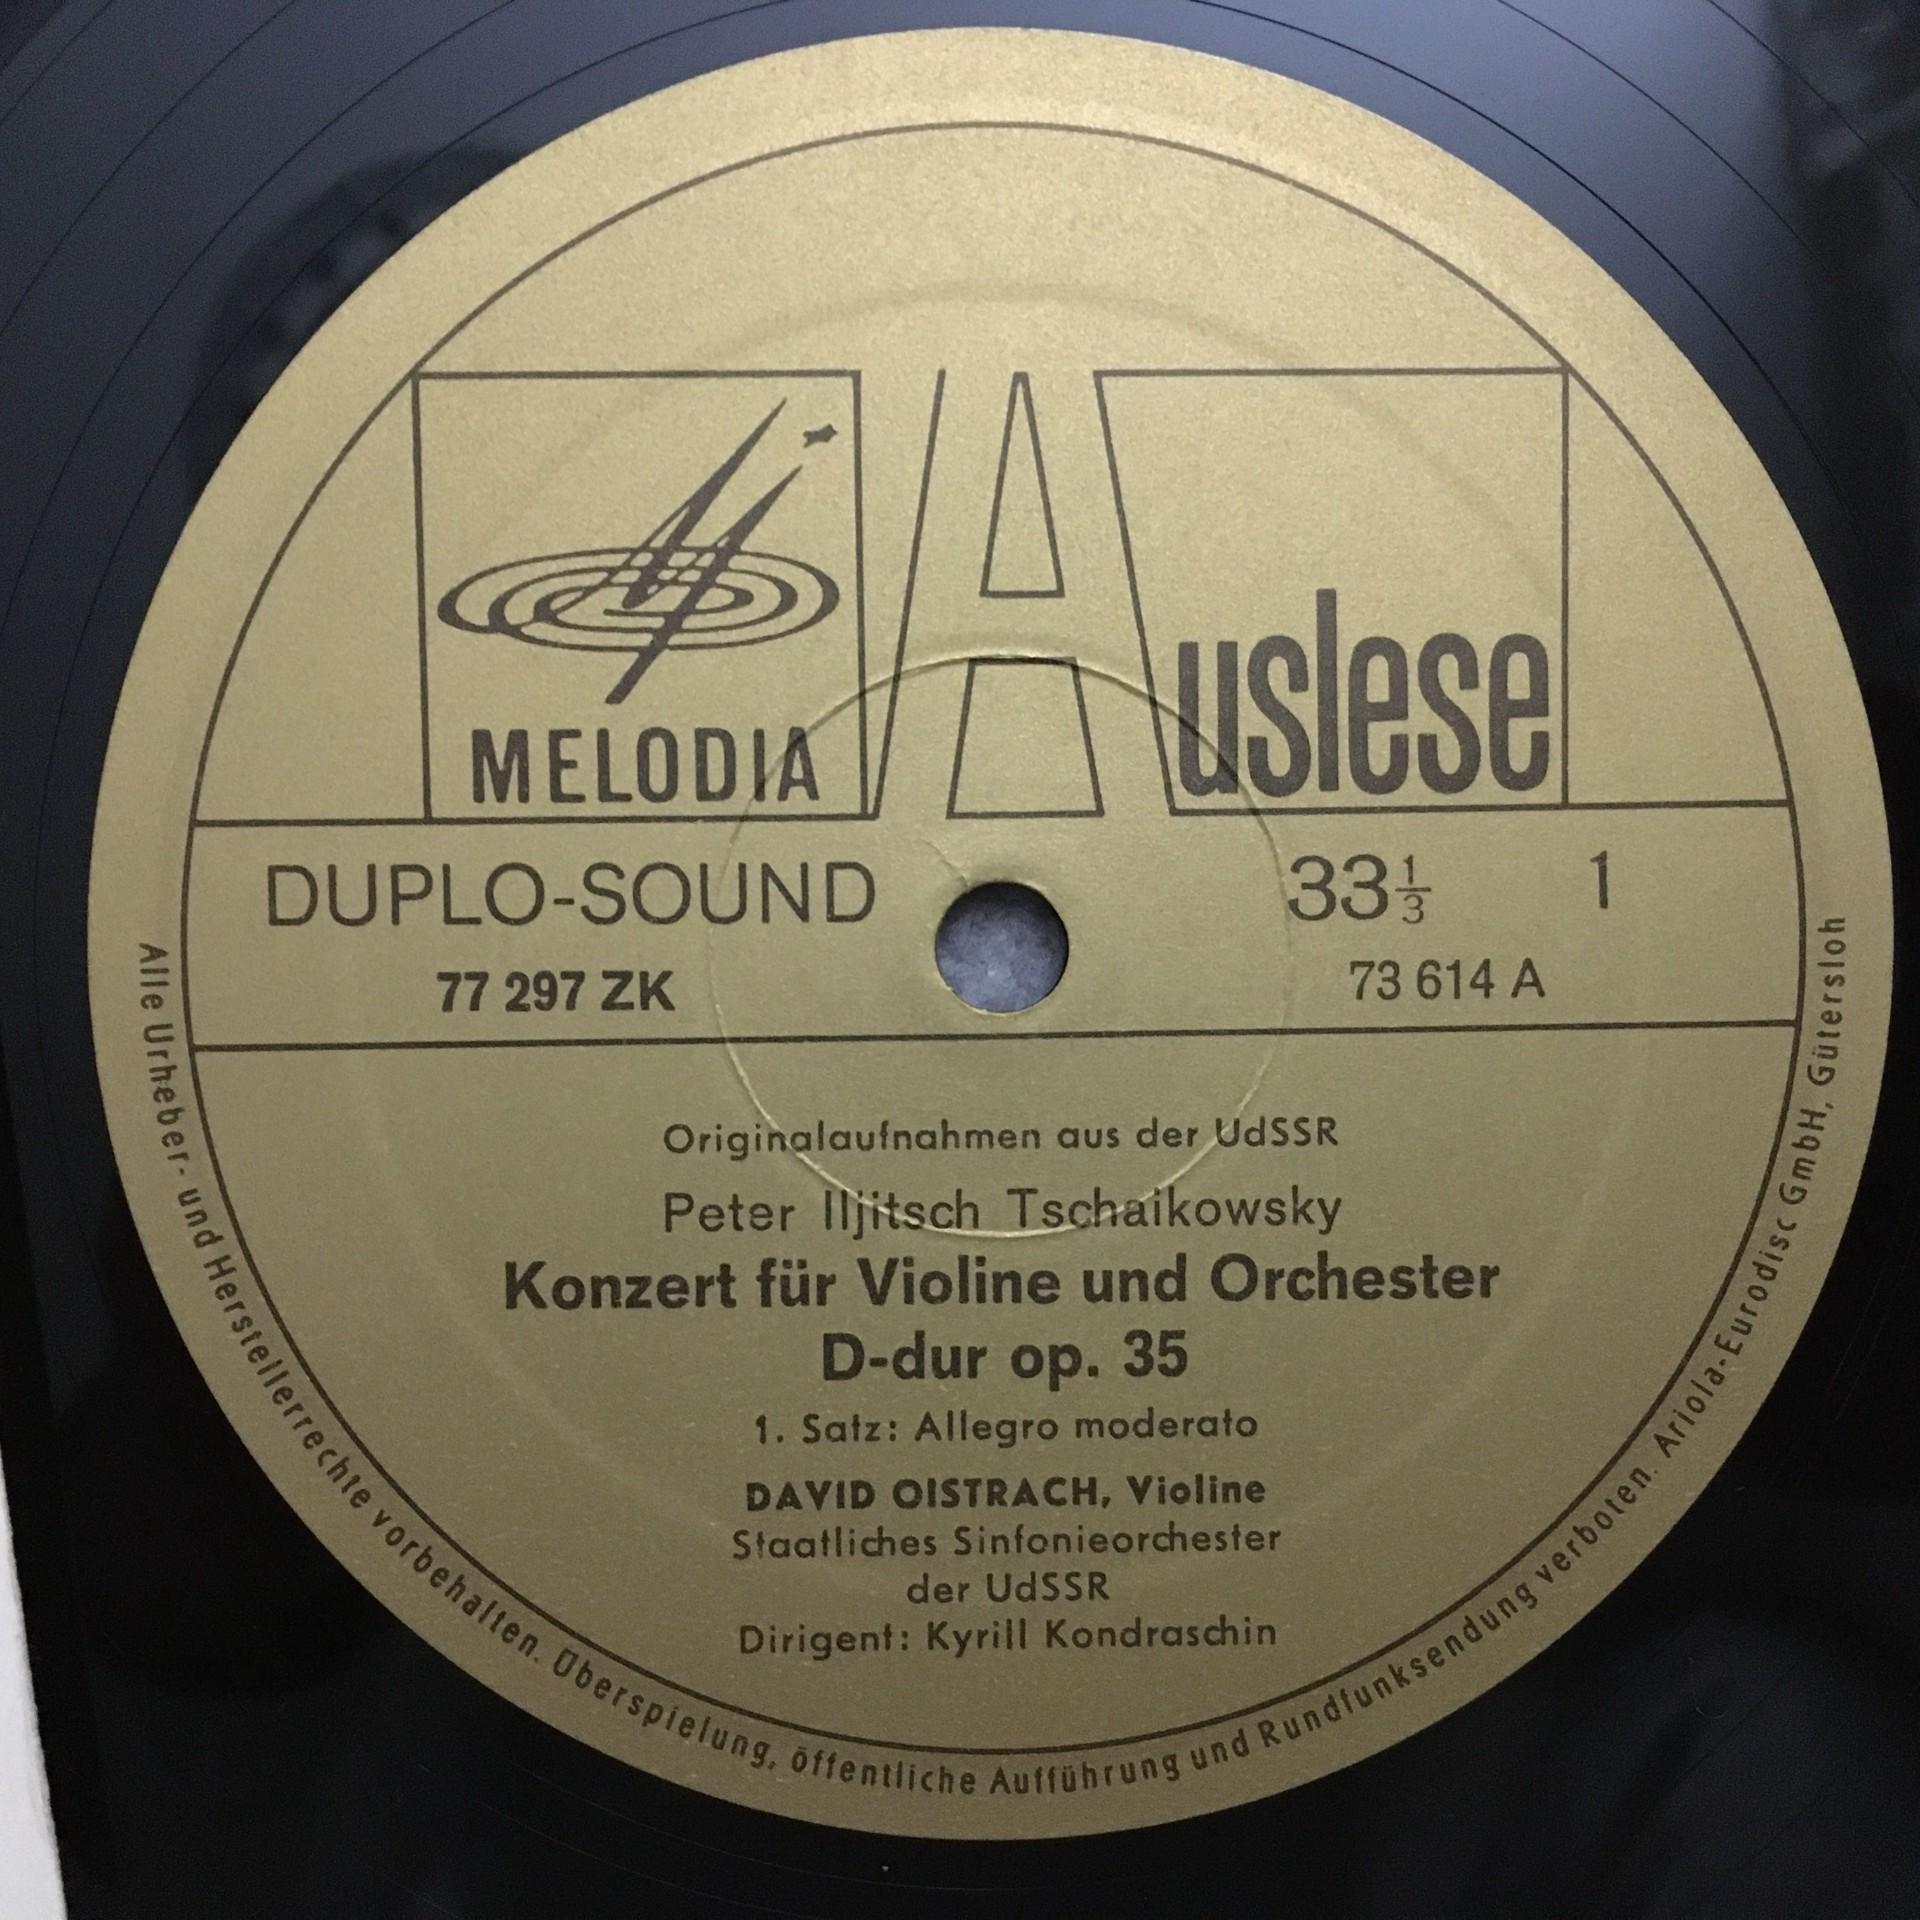 MELODIA
Auslese
DUPLO-SOUND
33⅓
1
77 297 ZK
73 614 A
Originalaufnahmen aus der UdSSR
Peter Iljitsch Tschaikowsky
Konzert für Violine und Orchester
D-dur op. 35
1. Satz: Allegro moderato
DAVID OISTRACH, Violine
Staatliches Sinfonieorchester
der UdSSR
Dirigent: Kyrill Kondraschin
Alle Urheber- und Herstellerrechte vorbehalten. Überspielung, öffentliche Aufführung und Rundfunksendung verboten. Ariola-Eurodisc GmbH, Gütersloh